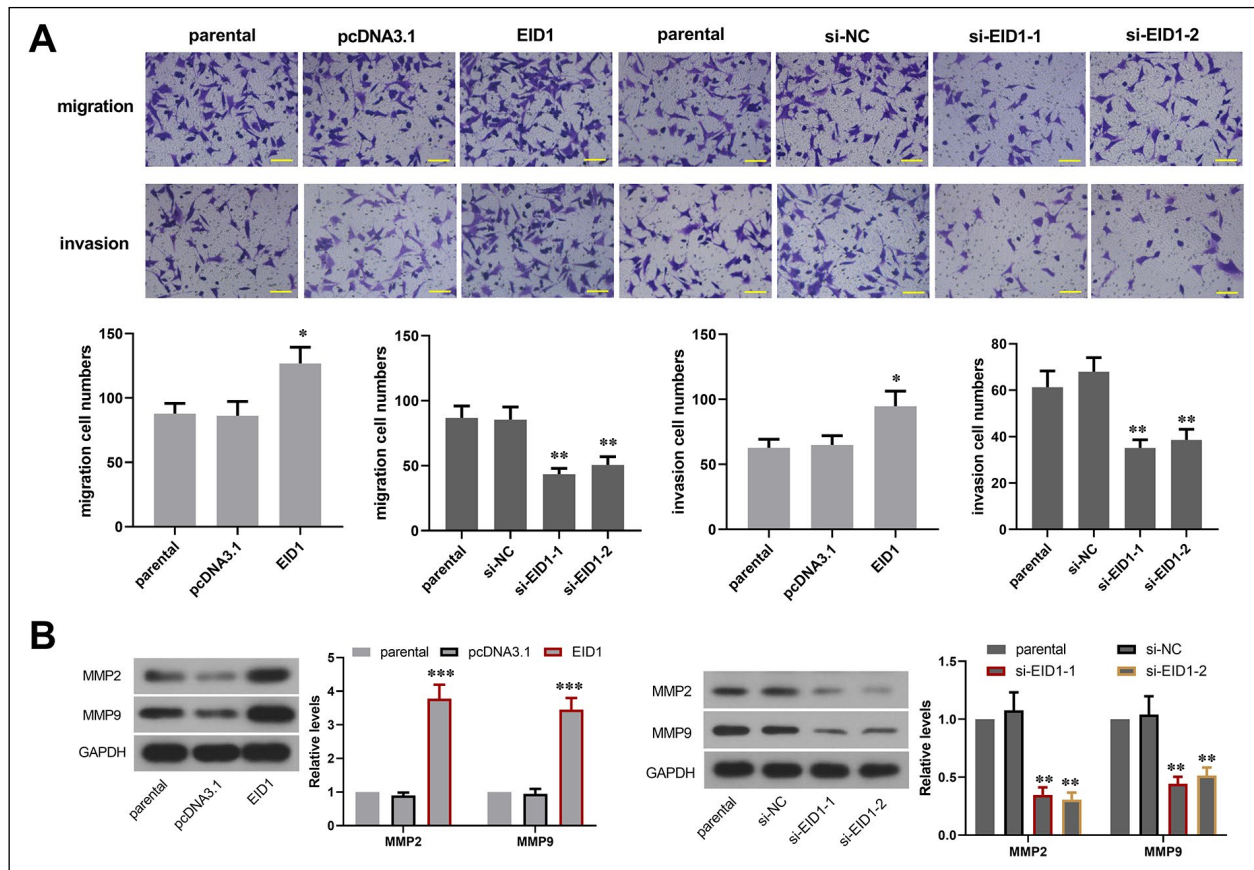 A
parental pcDNA3.1 EID1 parental si-NC si-EID1-1 si-EID1-2
migration
invasion
migration cell numbers
150
100
50
0
*
parental
pcDNA3.1
EID1
migration cell numbers
150
100
50
0
**
**
parental
si-NC
si-EID1-1
si-EID1-2
invasion cell numbers
150
100
50
0
*
parental
pcDNA3.1
EID1
invasion cell numbers
80
60
40
20
0
**
**
parental
si-NC
si-EID1-1
si-EID1-2
B
MMP2
MMP9
GAPDH
parental
pcDNA3.1
EID1
parental pcDNA3.1 EID1
Relative levels
5
4
3
2
1
0
***
***
MMP2 MMP9
MMP2
MMP9
GAPDH
parental
si-NC
si-EID1-1
si-EID1-2
parental si-NC
si-EID1-1 si-EID1-2
Relative levels
1.5
1.0
0.5
0.0
** **
** **
MMP2 MMP9